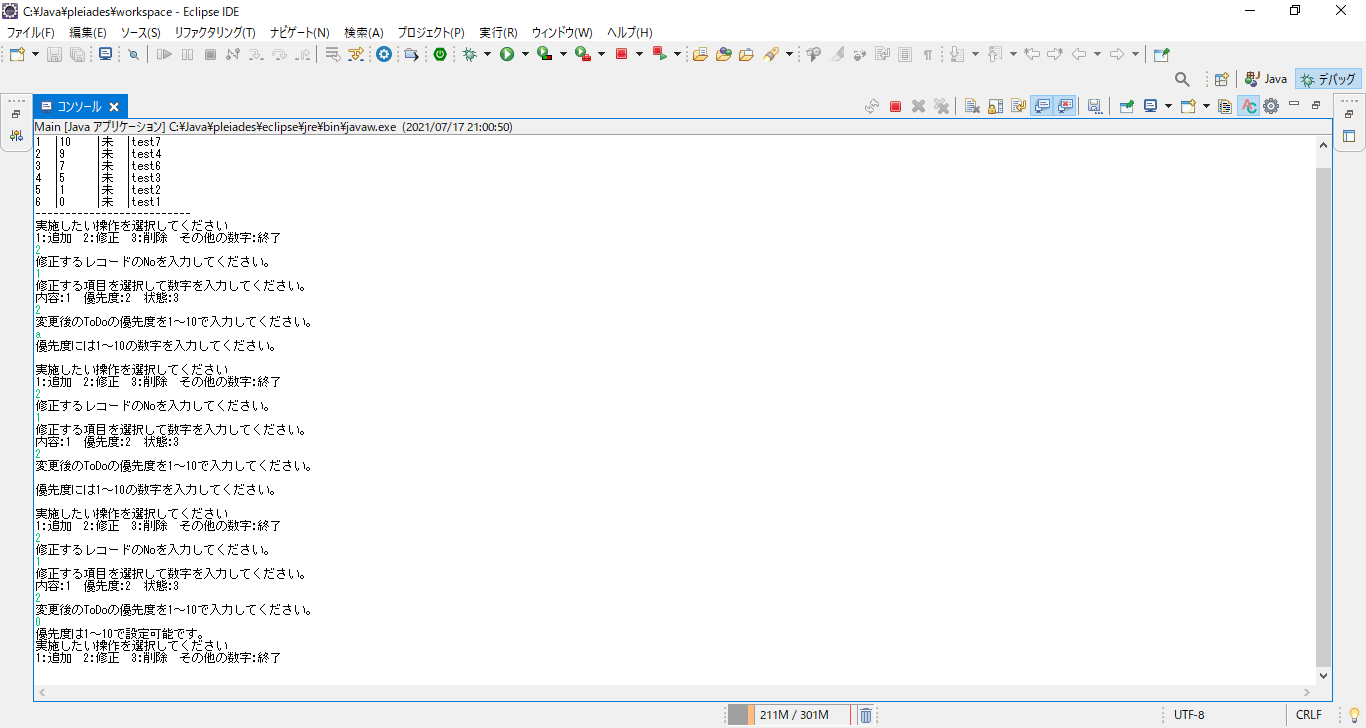 C:¥Java¥pleiades¥workspace - Eclipse IDE
ファイル(F) 編集(E) ソース(S) リファクタリング(T) ナビゲート(N) 検索(A) プロジェクト(P) 実行(R) ウィンドウ(W) ヘルプ(H)
Java デバッグ
コンソール
Main [Java アプリケーション] C:¥Java¥pleiades¥eclipse¥jre¥bin¥javaw.exe (2021/07/17 21:00:50)
1 |10 |未 |test7
2 |9 |未 |test4
3 |7 |未 |test6
4 |5 |未 |test3
5 |1 |未 |test2
6 |0 |未 |test1
--------------------------
実施したい操作を選択してください
1:追加 2:修正 3:削除 その他の数字:終了
2
修正するレコードのNoを入力してください。
1
修正する項目を選択して数字を入力してください。
内容:1 優先度:2 状態:3
2
変更後のToDoの優先度を1～10で入力してください。
a
優先度には1～10の数字を入力してください。
実施したい操作を選択してください
1:追加 2:修正 3:削除 その他の数字:終了
2
修正するレコードのNoを入力してください。
1
修正する項目を選択して数字を入力してください。
内容:1 優先度:2 状態:3
2
変更後のToDoの優先度を1～10で入力してください。
優先度には1～10の数字を入力してください。
実施したい操作を選択してください
1:追加 2:修正 3:削除 その他の数字:終了
2
修正するレコードのNoを入力してください。
1
修正する項目を選択して数字を入力してください。
内容:1 優先度:2 状態:3
2
変更後のToDoの優先度を1～10で入力してください。
0
優先度は1～10で設定可能です。
実施したい操作を選択してください
1:追加 2:修正 3:削除 その他の数字:終了
211M / 301M UTF-8 CRLF